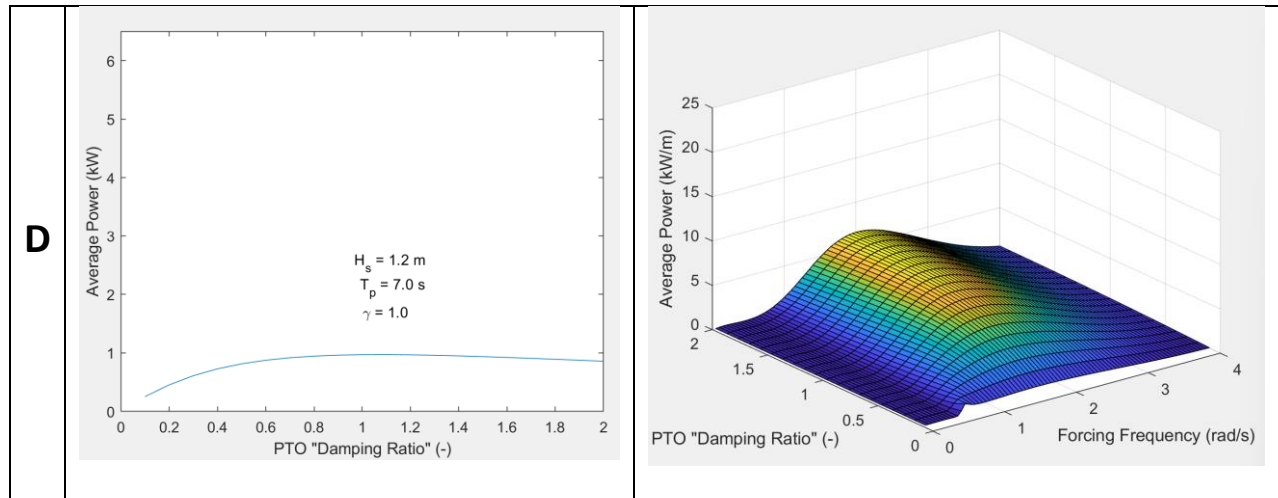 D
6
5
4
3
2
1
0
Average Power (kW)
H_s = 1.2 m
T_p = 7.0 s
γ = 1.0
0 0.2 0.4 0.6 0.8 1 1.2 1.4 1.6 1.8 2
PTO "Damping Ratio" (-)
25
20
15
10
5
0
Average Power (kW/m)
2
1.5
1
0.5
0
PTO "Damping Ratio" (-)
0
1
2
3
4
Forcing Frequency (rad/s)